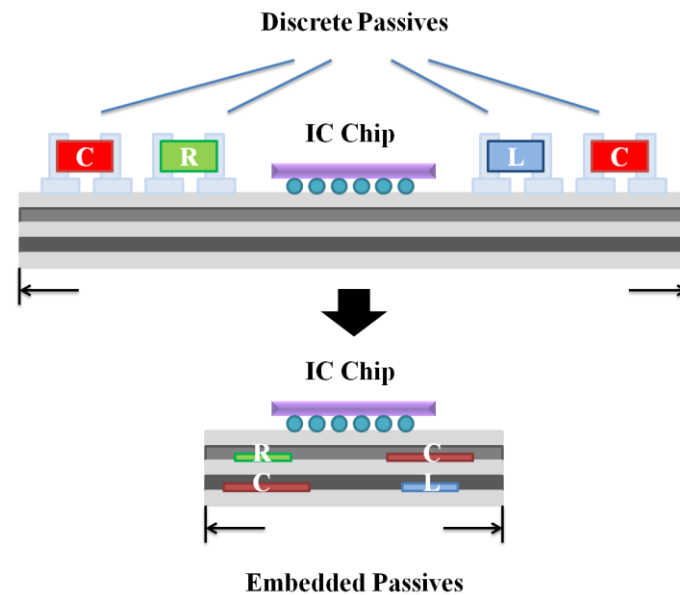 Discrete Passives
IC Chip
C R L C
IC Chip
R C
C L
Embedded Passives